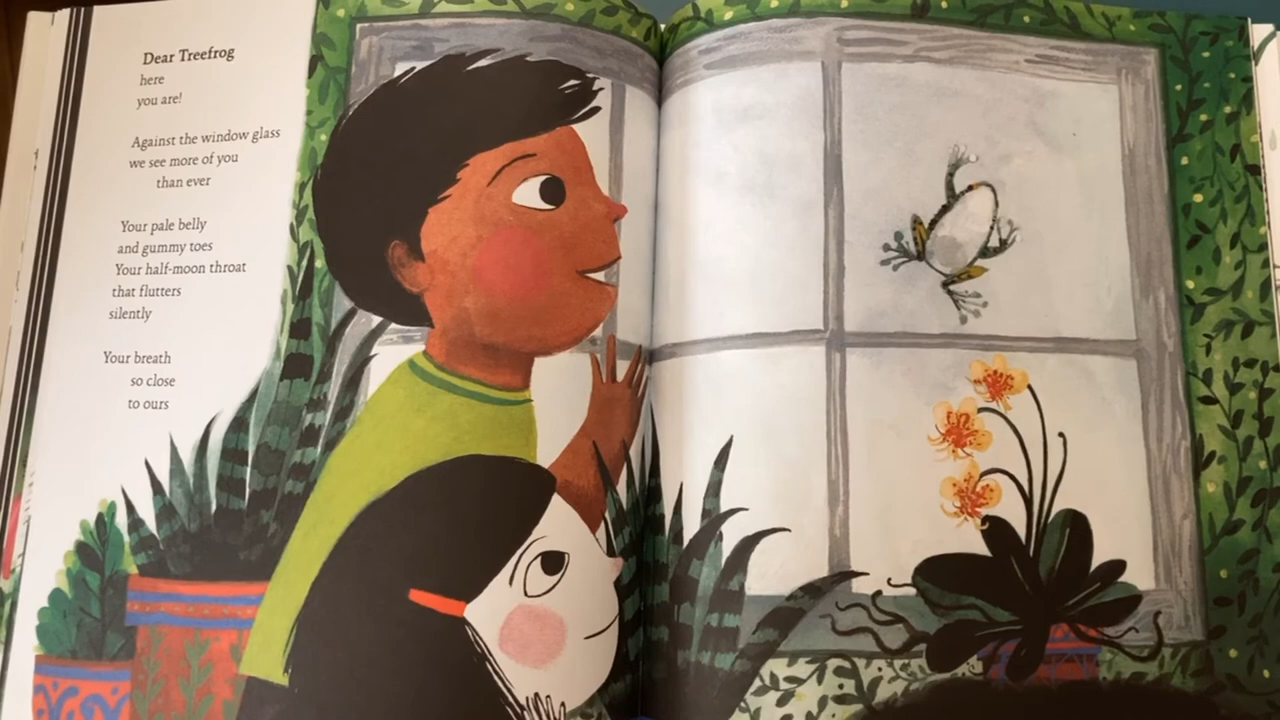 Dear Treefrog
here
you are!
Against the window glass
we see more of you
than ever
Your pale belly
and gummy toes
Your half-moon throat
that flutters
silently
Your breath
so close
to ours